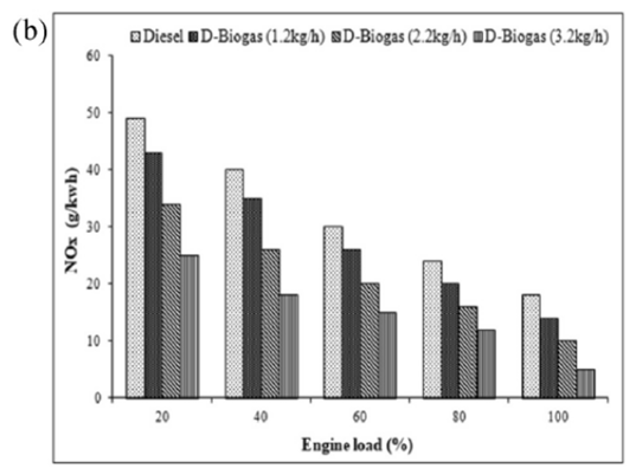 (b)
Diesel D-Biogas (1.2kg/h) D-Biogas (2.2kg/h) D-Biogas (3.2kg/h)
60
50
40
30
20
10
0
NOx (g/kwh)
20 40 60 80 100
Engine load (%)